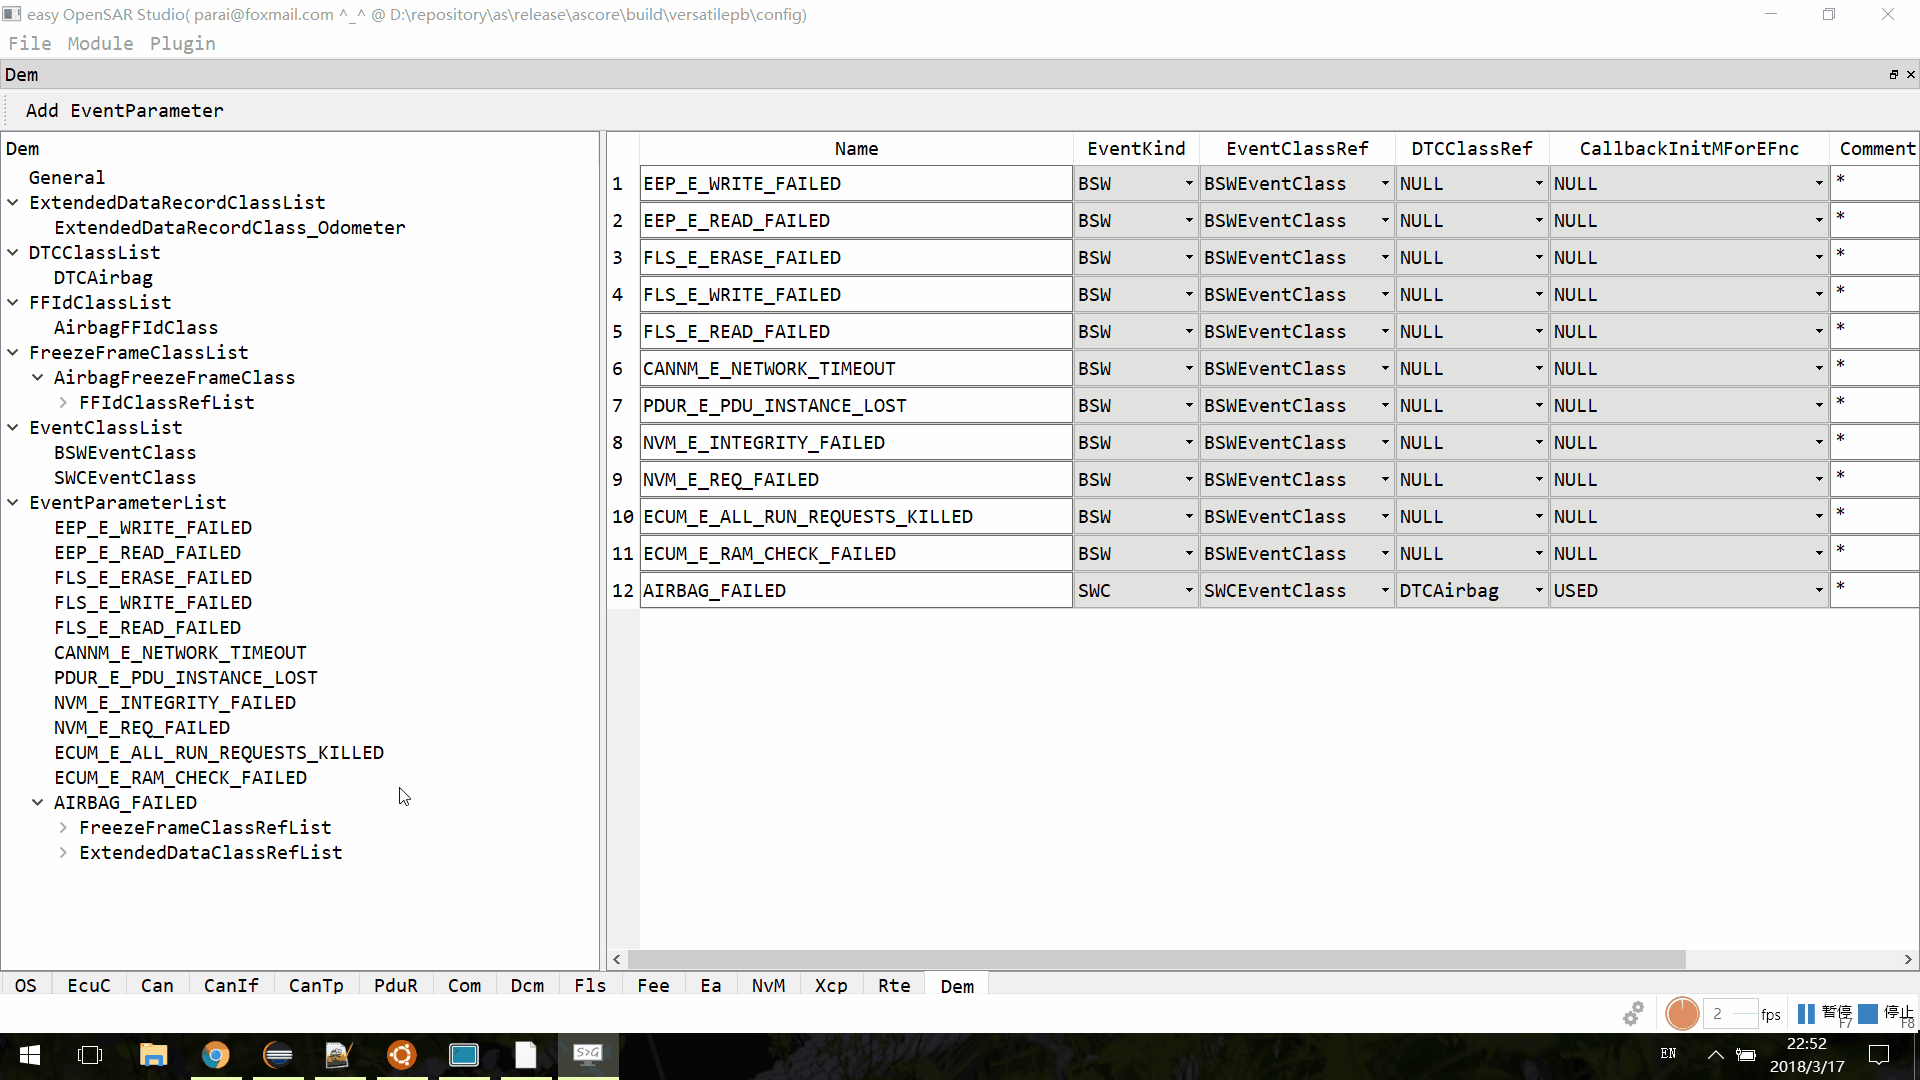 easy OpenSAR Studio( parai@foxmail.com ^_^ @ D:\repository\as\release\ascore\build\versatilepb\config)
File Module Plugin
Dem
Add EventParameter
Dem
General
ExtendedDataRecordClassList
ExtendedDataRecordClass_Odometer
DTCClassList
DTCAirbag
FFIdClassList
AirbagFFIdClass
FreezeFrameClassList
AirbagFreezeFrameClass
FFIdClassRefList
EventClassList
BSWEventClass
SWCEventClass
EventParameterList
EEP_E_WRITE_FAILED
EEP_E_READ_FAILED
FLS_E_ERASE_FAILED
FLS_E_WRITE_FAILED
FLS_E_READ_FAILED
CANNM_E_NETWORK_TIMEOUT
PDUR_E_PDU_INSTANCE_LOST
NVM_E_INTEGRITY_FAILED
NVM_E_REQ_FAILED
ECUM_E_ALL_RUN_REQUESTS_KILLED
ECUM_E_RAM_CHECK_FAILED
AIRBAG_FAILED
FreezeFrameClassRefList
ExtendedDataClassRefList
Name EventKind EventClassRef DTCClassRef CallbackInitMForEFnc Comment
1 EEP_E_WRITE_FAILED BSW BSWEventClass NULL NULL *
2 EEP_E_READ_FAILED BSW BSWEventClass NULL NULL *
3 FLS_E_ERASE_FAILED BSW BSWEventClass NULL NULL *
4 FLS_E_WRITE_FAILED BSW BSWEventClass NULL NULL *
5 FLS_E_READ_FAILED BSW BSWEventClass NULL NULL *
6 CANNM_E_NETWORK_TIMEOUT BSW BSWEventClass NULL NULL *
7 PDUR_E_PDU_INSTANCE_LOST BSW BSWEventClass NULL NULL *
8 NVM_E_INTEGRITY_FAILED BSW BSWEventClass NULL NULL *
9 NVM_E_REQ_FAILED BSW BSWEventClass NULL NULL *
10 ECUM_E_ALL_RUN_REQUESTS_KILLED BSW BSWEventClass NULL NULL *
11 ECUM_E_RAM_CHECK_FAILED BSW BSWEventClass NULL NULL *
12 AIRBAG_FAILED SWC SWCEventClass DTCAirbag USED *
OS EcuC Can CanIf CanTp PduR Com Dcm Fls Fee Ea NvM Xcp Rte Dem
2 fps 暂停 F7 停止 F8
S>G EN 22:52
2018/3/17